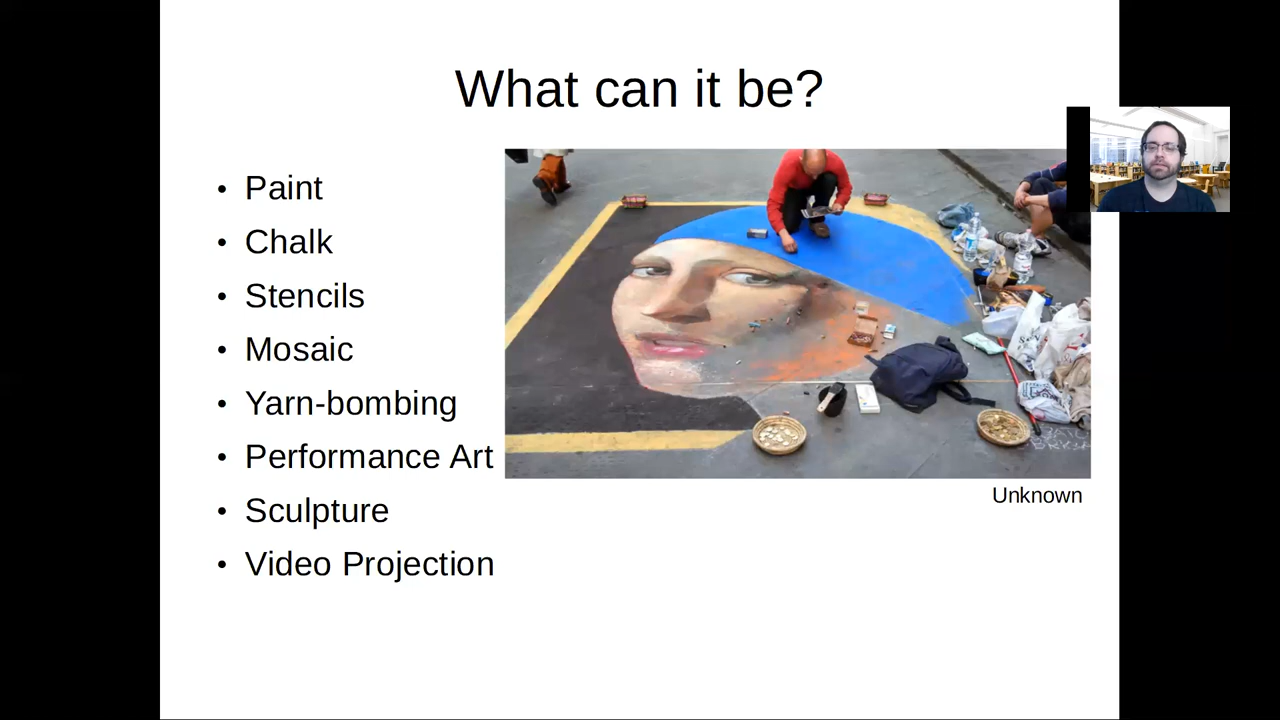 What can it be?
Paint
Chalk
Stencils
Mosaic
Yarn-bombing
Performance Art
Sculpture
Video Projection
Unknown